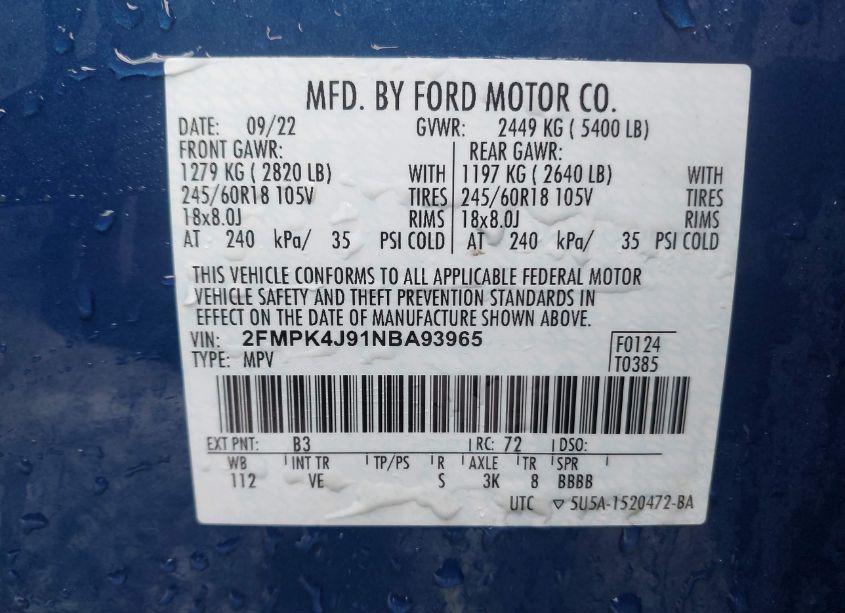 MFD. BY FORD MOTOR CO.
DATE: 09/22 GVWR: 2449 KG ( 5400 LB)
FRONT GAWR: REAR GAWR:
1279 KG ( 2820 LB) WITH 1197 KG ( 2640 LB) WITH
245/60R18 105V TIRES 245/60R18 105V TIRES
18x8.0J RIMS 18x8.0J RIMS
AT 240 kPa/ 35 PSI COLD AT 240 kPa/ 35 PSI COLD
THIS VEHICLE CONFORMS TO ALL APPLICABLE FEDERAL MOTOR
VEHICLE SAFETY AND THEFT PREVENTION STANDARDS IN
EFFECT ON THE DATE OF MANUFACTURE SHOWN ABOVE.
VIN: 2FMPK4J91NBA93965 F0124
TYPE: MPV T0385
EXT PNT: B3 RC: 72 DSO:
WB INT TR TP/PS R AXLE TR SPR
112 VE S 3K 8 BBBB
UTC ▽ 5U5A-1520472-BA